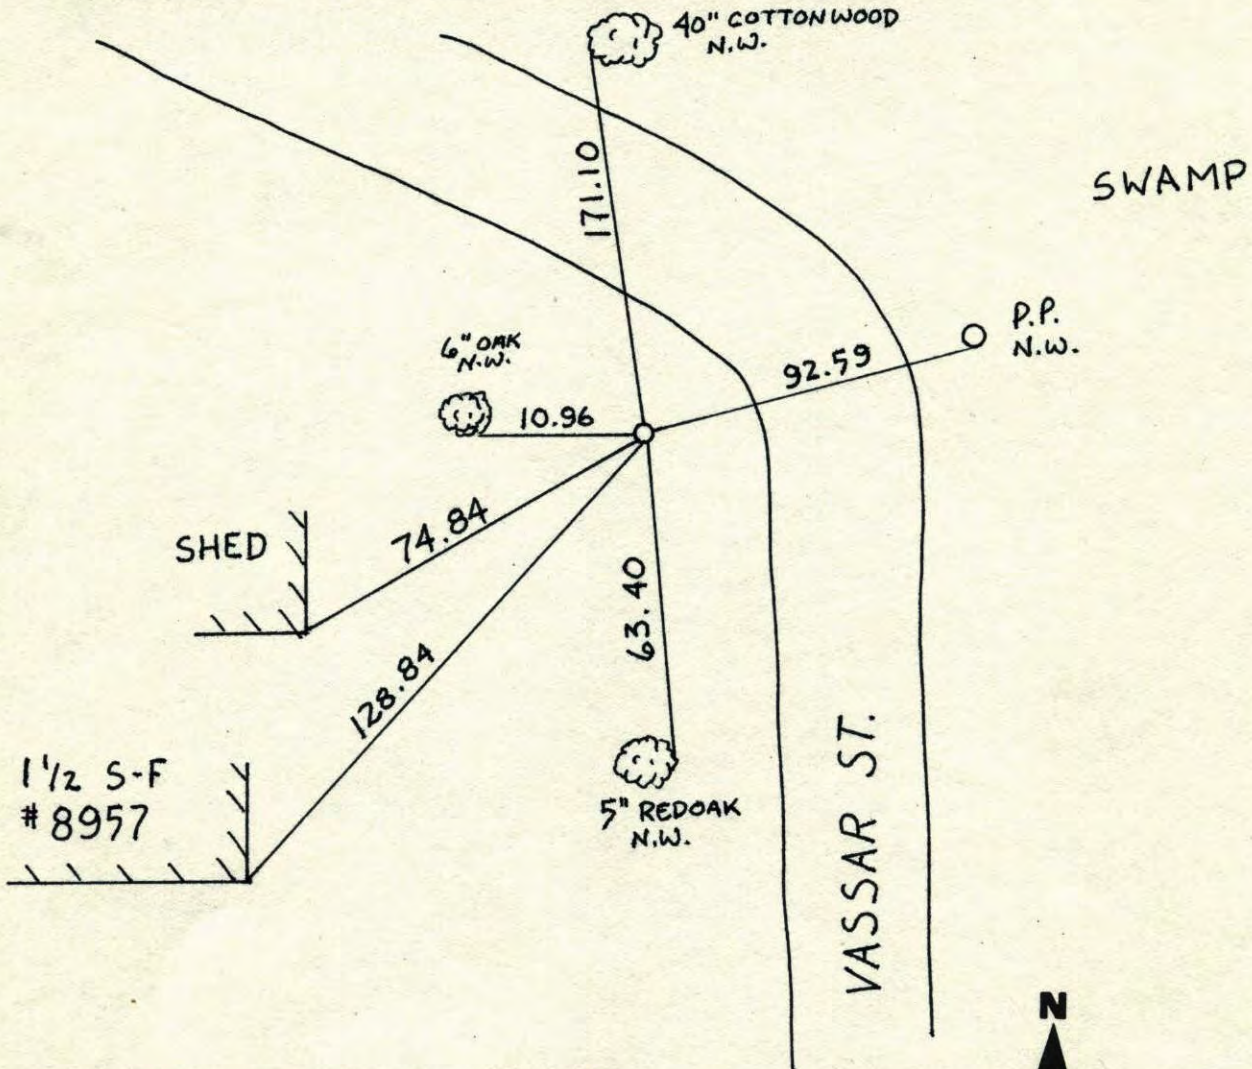 40" COTTONWOOD
N.W.
171.10
SWAMP
P.P.
N.W.
6" OAK
N.W.
92.59
10.96
SHED
74.84
63.40
128.84
1 1/2 S-F
# 8957
5" REDOAK
N.W.
VASSAR ST.
N